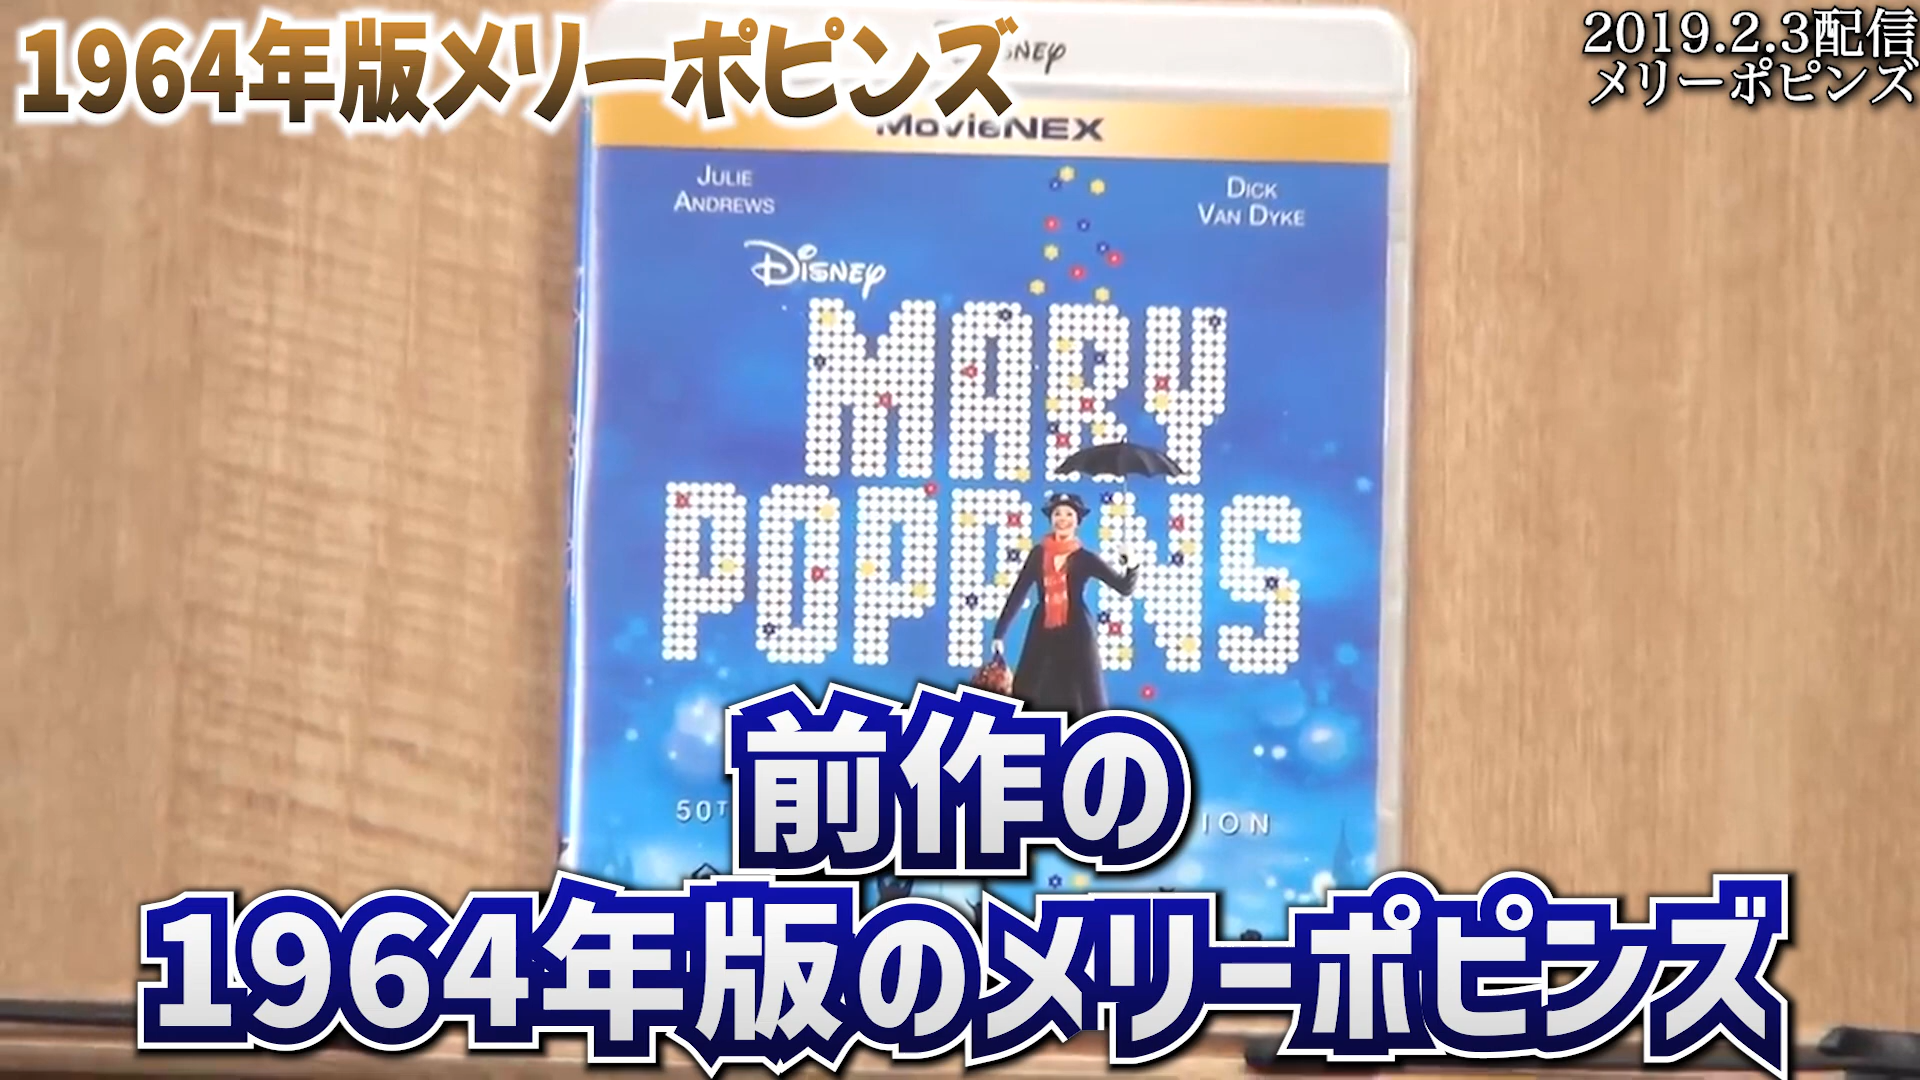 1964年版メリーポピンズ
2019.2.3配信
メリーポピンズ
MovieNEX
JULIE
ANDREWS
DICK
VAN DYKE
DISNEY
MARY
POPPINS
前作の
1964年版のメリーポピンズ